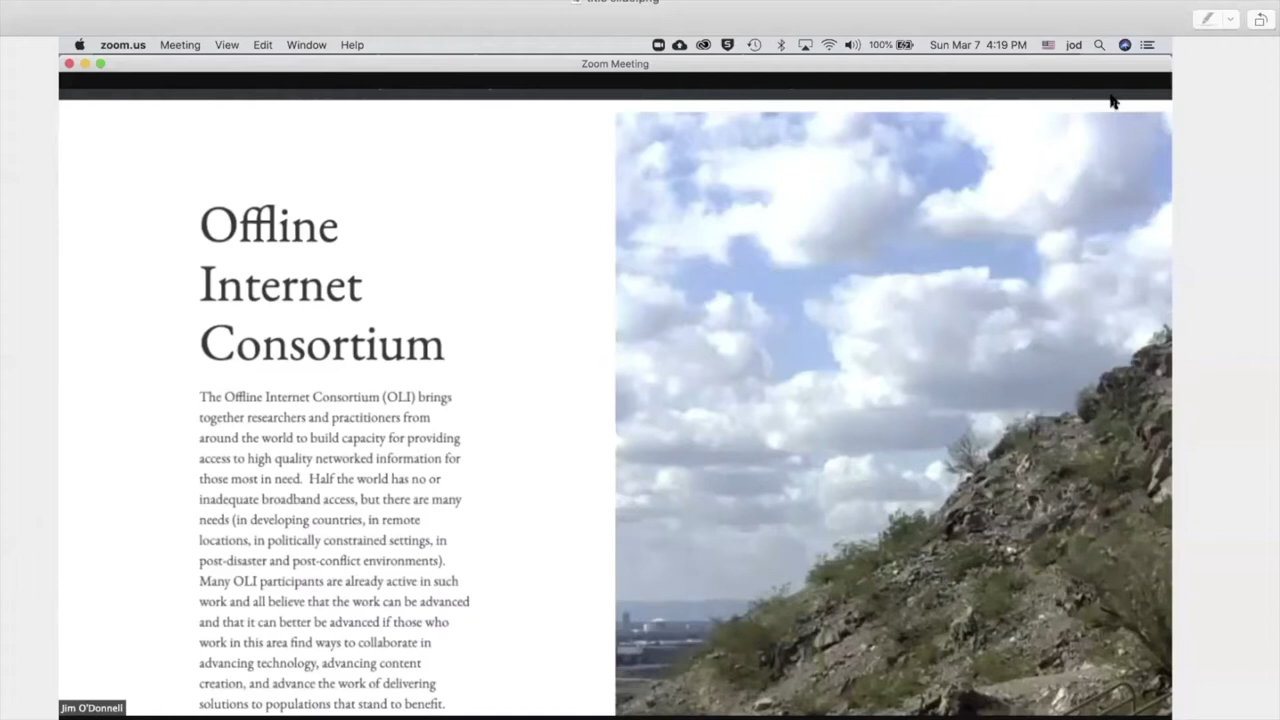 zoom.us Meeting View Edit Window Help 100% Sun Mar 7 4:19 PM jod
Zoom Meeting
Offline
Internet
Consortium
The Offline Internet Consortium (OLI) brings
together researchers and practitioners from
around the world to build capacity for providing
access to high quality networked information for
those most in need. Half the world has no or
inadequate broadband access, but there are many
needs (in developing countries, in remote
locations, in politically constrained settings, in
post-disaster and post-conflict environments).
Many OLI participants are already active in such
work and all believe that the work can be advanced
and that it can better be advanced if those who
work in this area find ways to collaborate in
advancing technology, advancing content
creation, and advance the work of delivering
solutions to populations that stand to benefit.
Jim O'Donnell